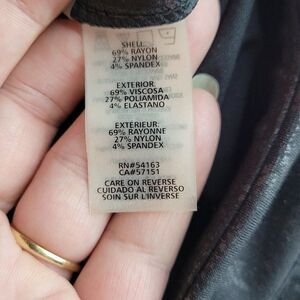 SHELL:
69% RAYON
27% NYLON
4% SPANDEX
EXTERIOR:
69% VISCOSA
27% POLIAMIDA
4% ELASTANO
EXTÉRIEUR:
69% RAYONNE
27% NYLON
4% SPANDEX
RN#54163
CA#57151
CARE ON REVERSE
CUIDADO AL REVERSO
SOIN SUR L'INVERSE